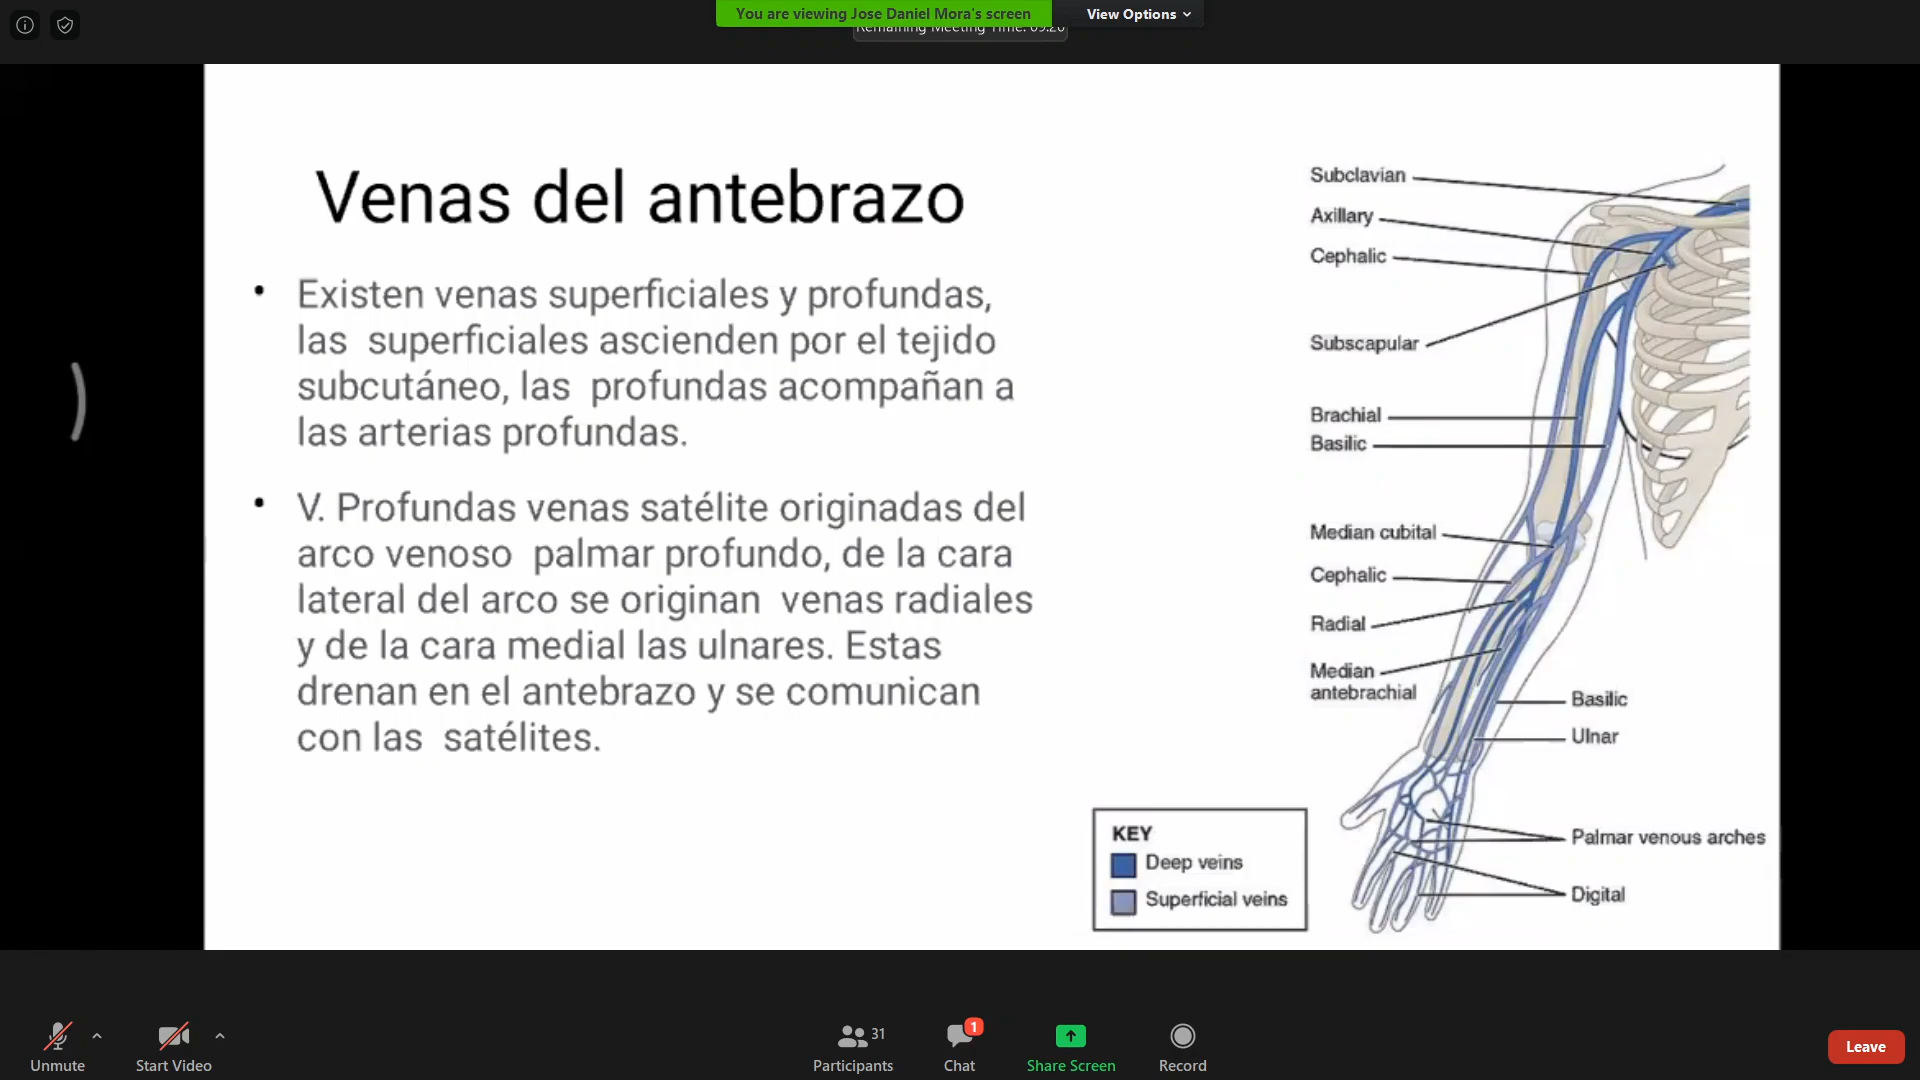 You are viewing Jose Daniel Mora's screen
View Options
Remaining Meeting Time: 09:20
Venas del antebrazo
• Existen venas superficiales y profundas,
las superficiales ascienden por el tejido
subcutáneo, las profundas acompañan a
las arterias profundas.
• V. Profundas venas satélite originadas del
arco venoso palmar profundo, de la cara
lateral del arco se originan venas radiales
y de la cara medial las ulnares. Estas
drenan en el antebrazo y se comunican
con las satélites.
Subclavian
Axillary
Cephalic
Subscapular
Brachial
Basilic
Median cubital
Cephalic
Radial
Median
antebrachial
Basilic
Ulnar
Palmar venous arches
Digital
KEY
Deep veins
Superficial veins
Unmute
Start Video
31
Participants
1
Chat
Share Screen
Record
Leave